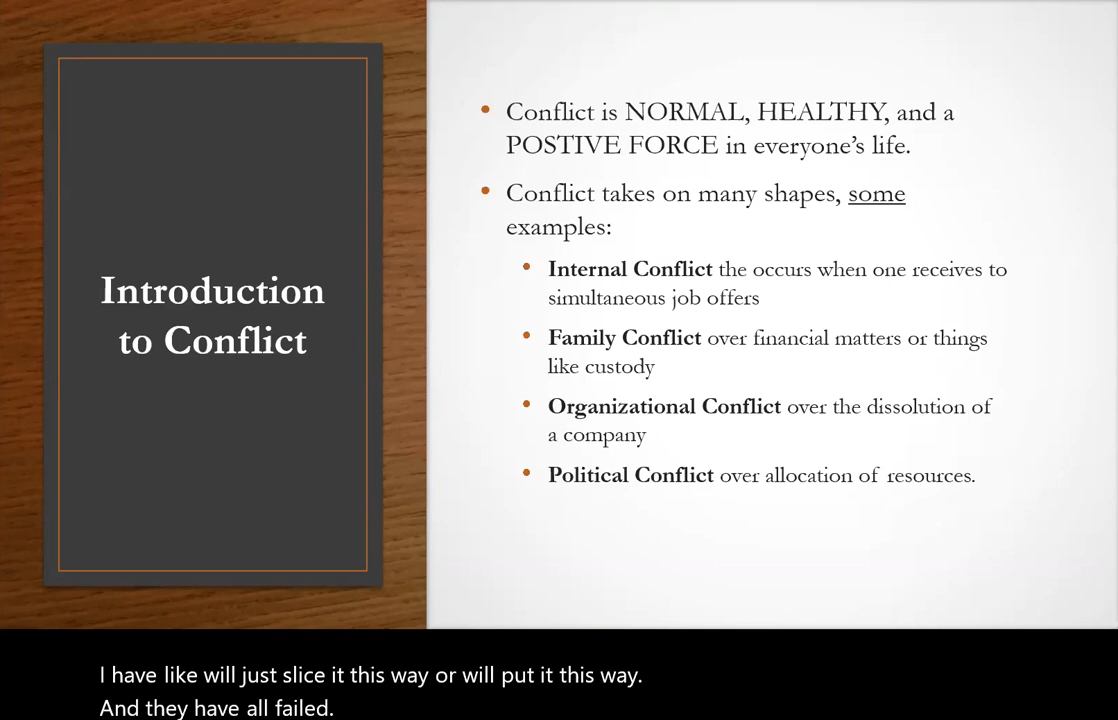 Introduction
to Conflict
• Conflict is NORMAL, HEALTHY, and a
POSTIVE FORCE in everyone's life.
• Conflict takes on many shapes, some
examples:
• Internal Conflict the occurs when one receives to
simultaneous job offers
• Family Conflict over financial matters or things
like custody
• Organizational Conflict over the dissolution of
a company
• Political Conflict over allocation of resources.
I have like will just slice it this way or will put it this way.
And they have all failed.